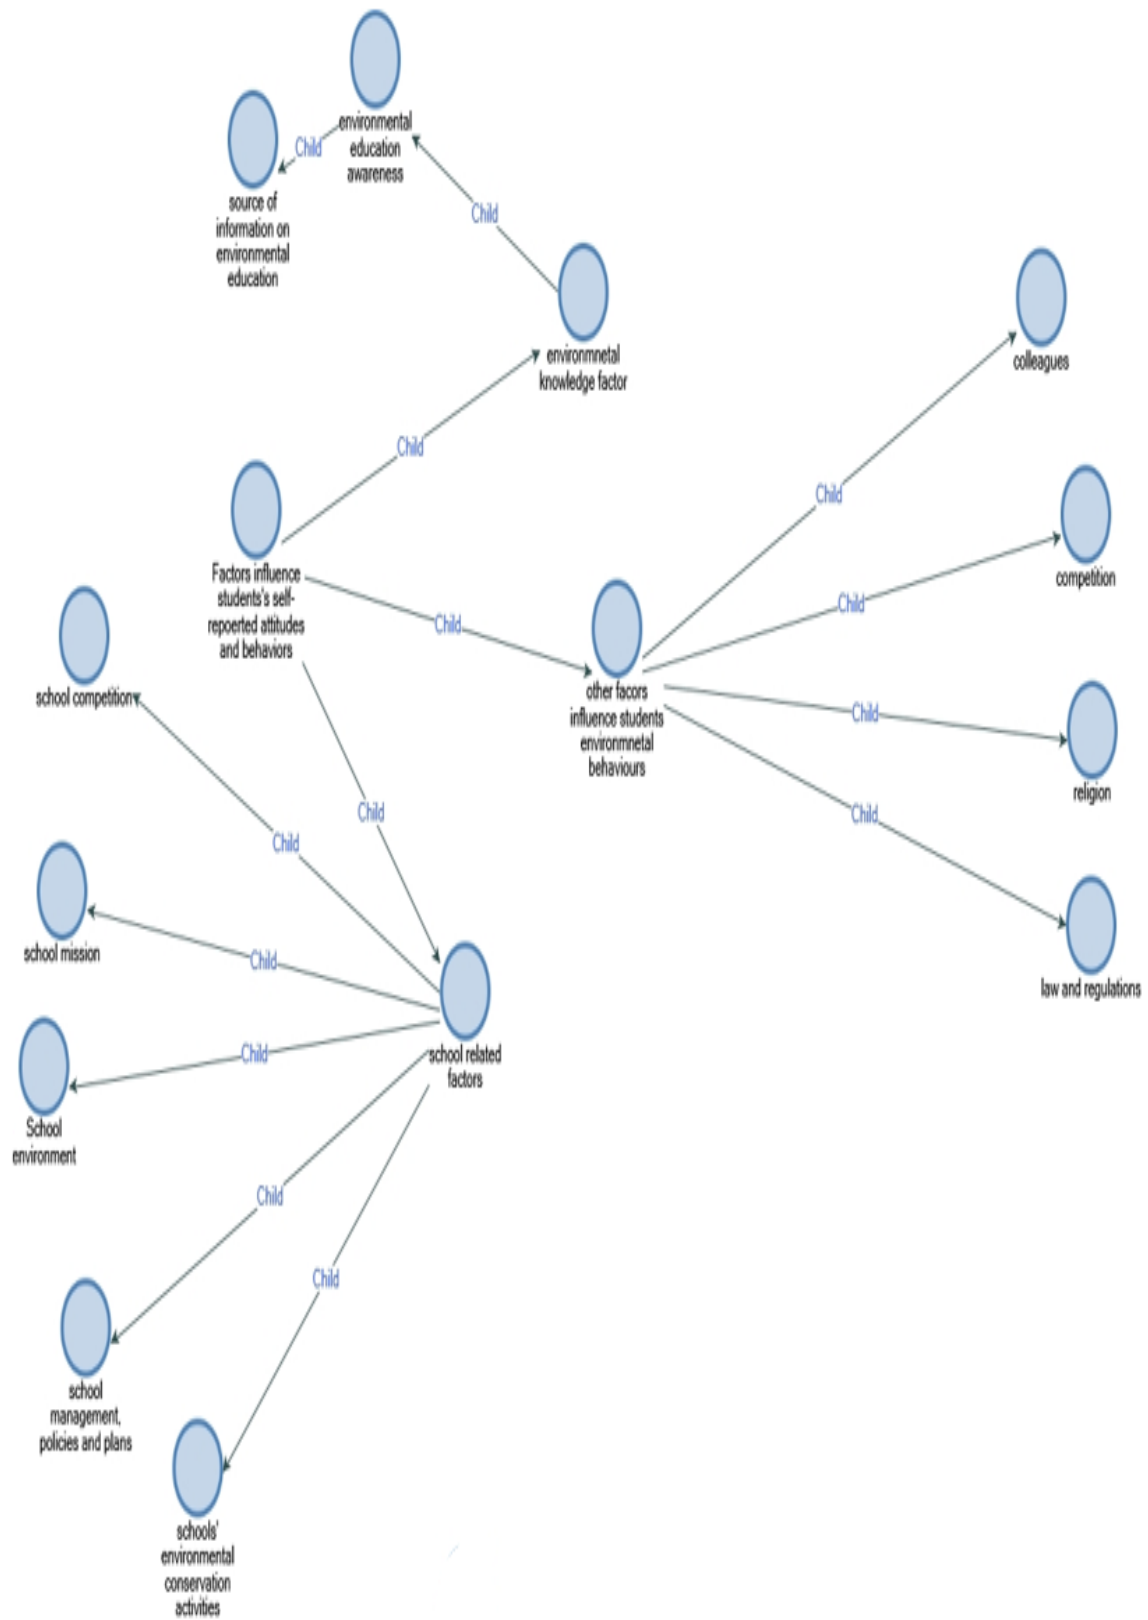 environmental
education
awareness
Child
source of
information on
environmental
education
Child
environmnetal
knowledge factor
colleagues
Child
Child
competition
Factors influence
students's self-
repoerted attitudes
and behaviors
Child
Child
school competition
other facors
influence students
environmnetal
behaviours
Child
religion
Child
Child
Child
school mission
Child
law and regulations
Child
school related
factors
School
environment
Child
Child
school
management,
policies and plans
schools'
environmental
conservation
activities